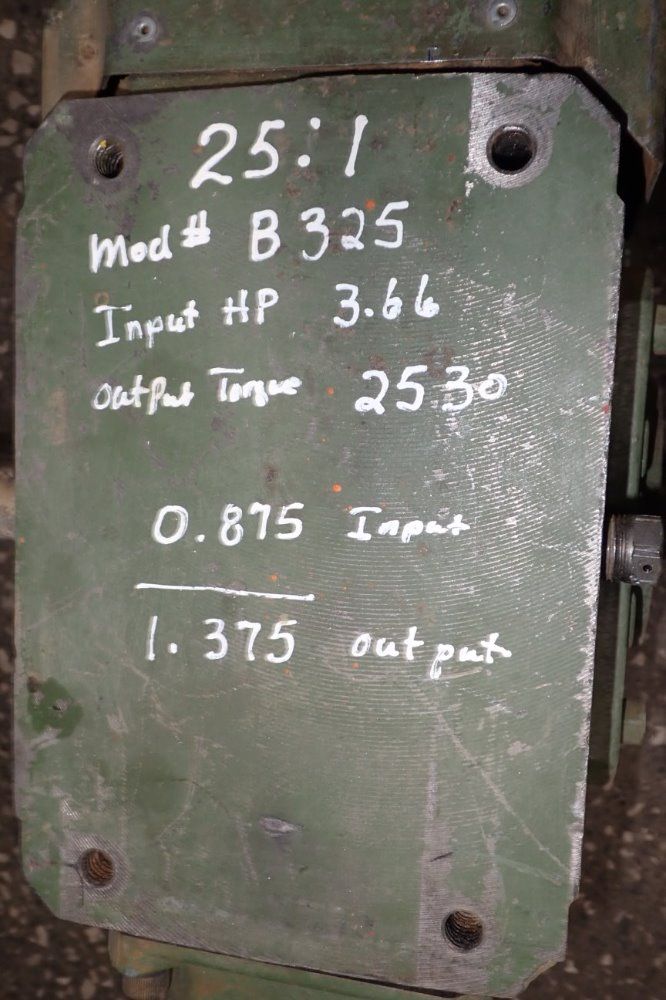 25:1
Mod# B325
Input HP 3.66
Output Torque 2530
0.875 Input
1.375 output